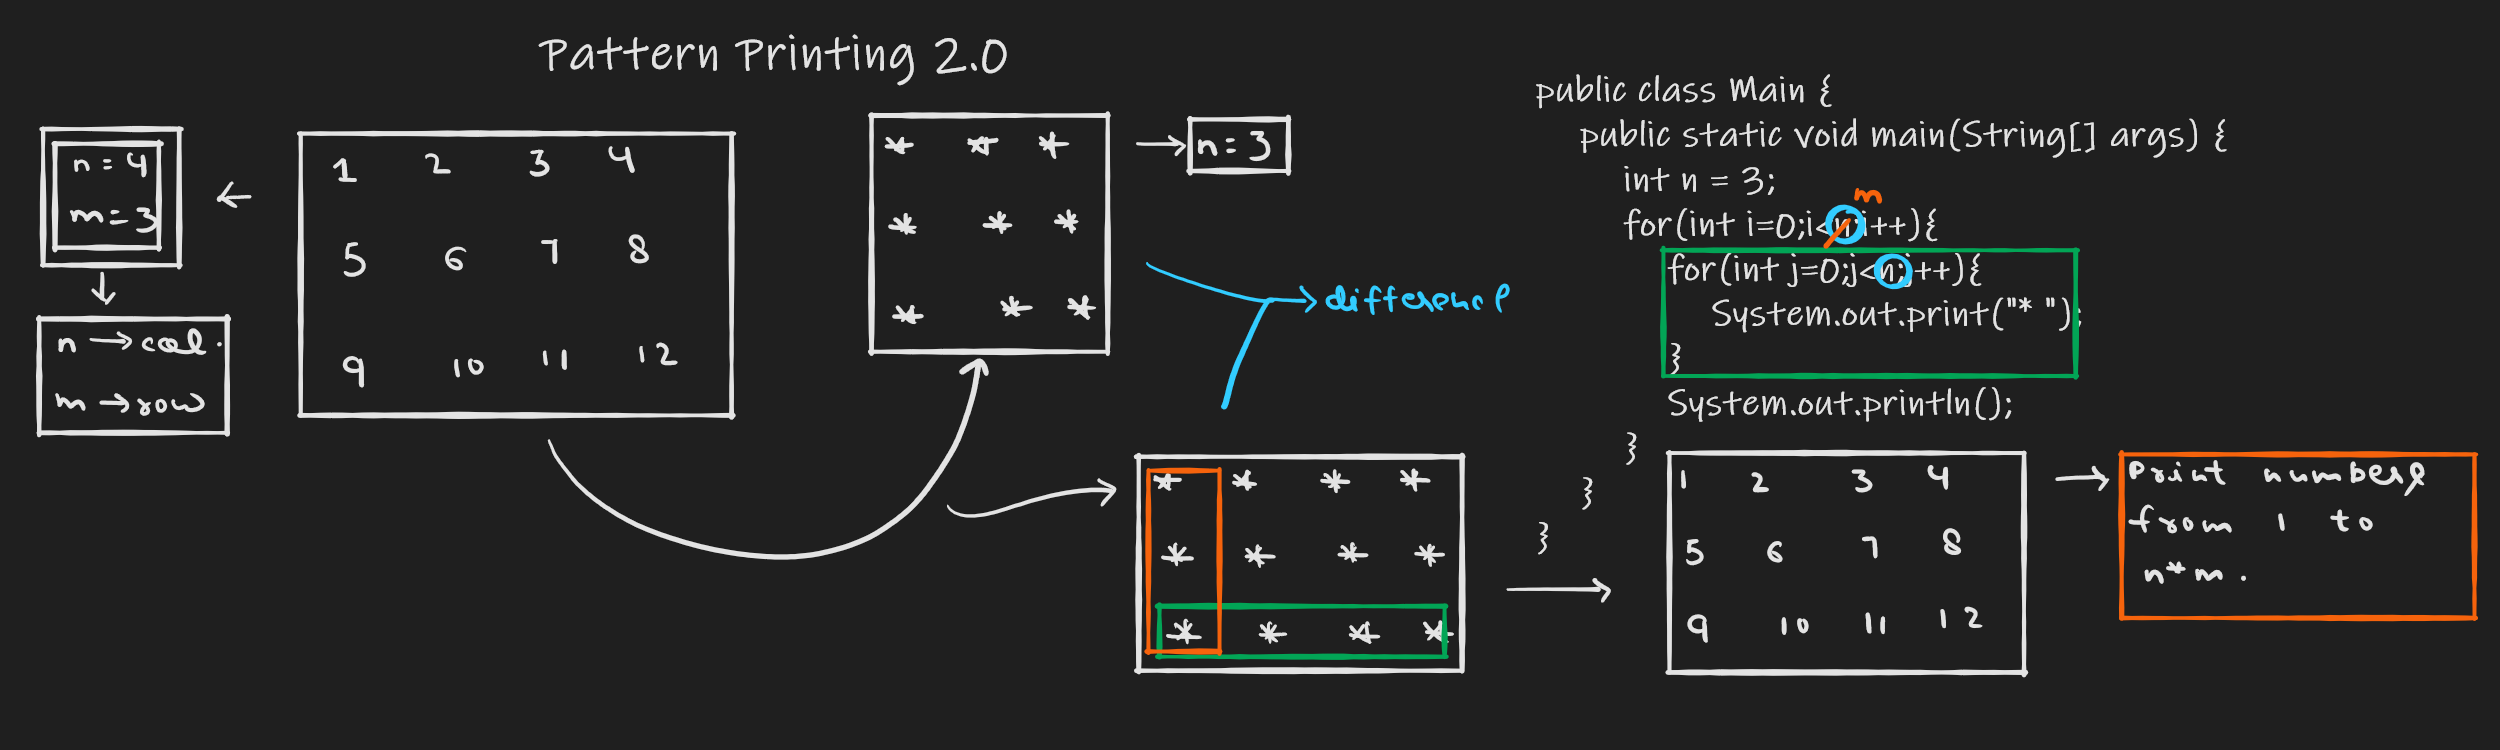 Pattern Printing 2.0
n = 4
m = 3
n → col.
m → row
1 2 3 4
5 6 7 8
9 10 11 12
* * *
* * *
* * *
n = 3
difference
public class Main {
public static void main(String[] args) {
int n = 3;
m
for(int i=0;i<n;i++){
for(int j=0;j<n;j++){
System.out.print("* ");
}
System.out.println();
}
}
}
* * * *
* * * *
* * * *
1 2 3 4
5 6 7 8
9 10 11 12
Print numbers
from 1 to
n*m.